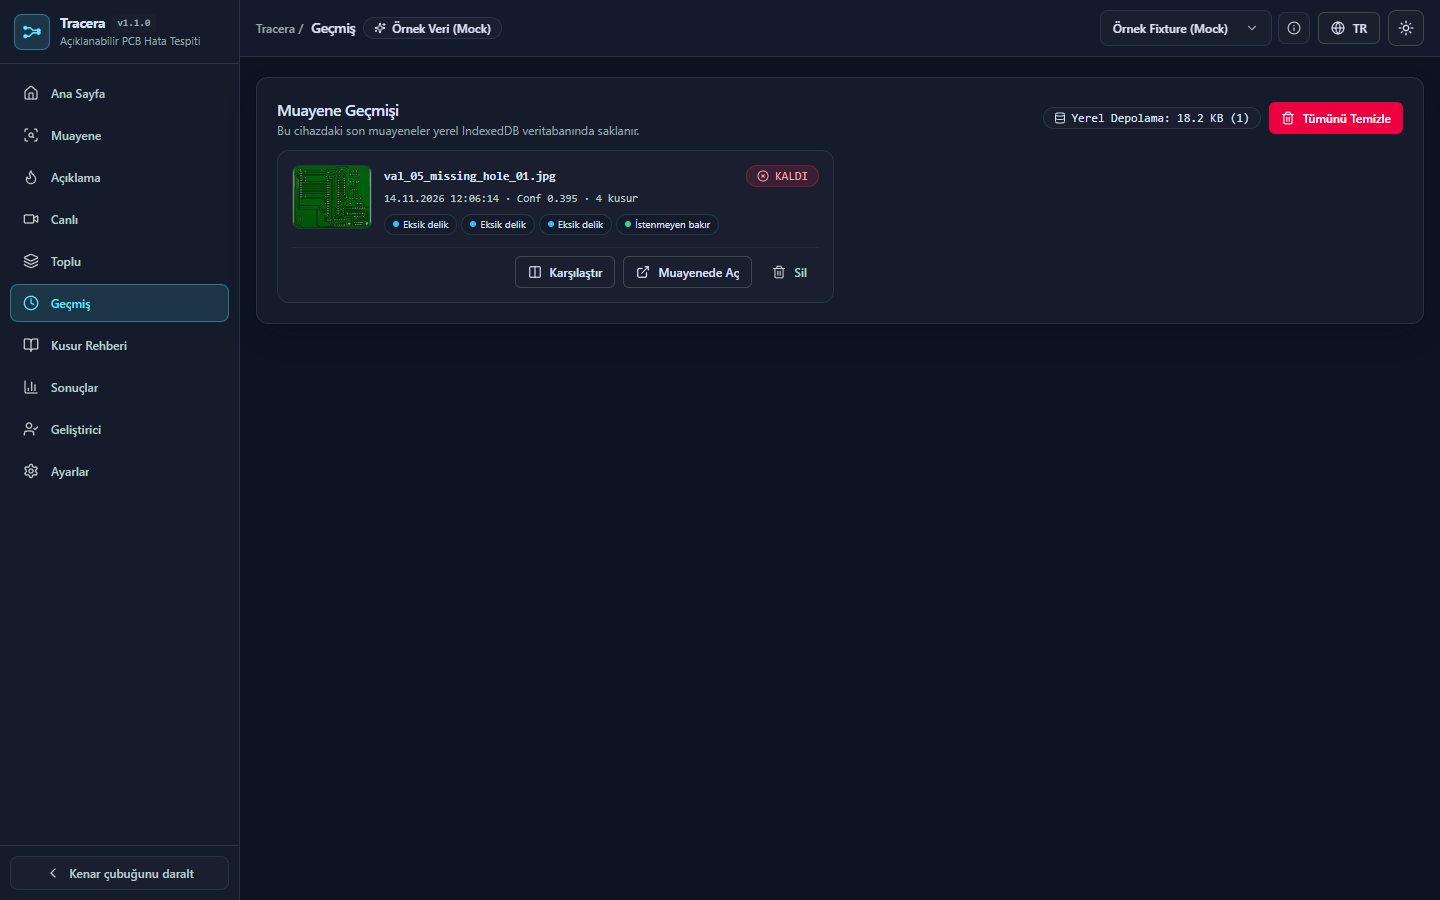 Tracera v1.1.0
Açıklanabilir PCB Hata Tespiti
Ana Sayfa
Muayene
Açıklama
Canlı
Toplu
Geçmiş
Kusur Rehberi
Sonuçlar
Geliştirici
Ayarlar
Kenar çubuğunu daralt
Tracera / Geçmiş Örnek Veri (Mock)
Örnek Fixture (Mock) TR
Muayene Geçmişi
Bu cihazdaki son muayeneler yerel IndexedDB veritabanında saklanır.
Yerel Depolama: 18.2 KB (1) Tümünü Temizle
val_05_missing_hole_01.jpg KALDI
14.11.2026 12:06:14 · Conf 0.395 · 4 kusur
Eksik delik Eksik delik Eksik delik İstenmeyen bakır
Karşılaştır Muayenede Aç Sil